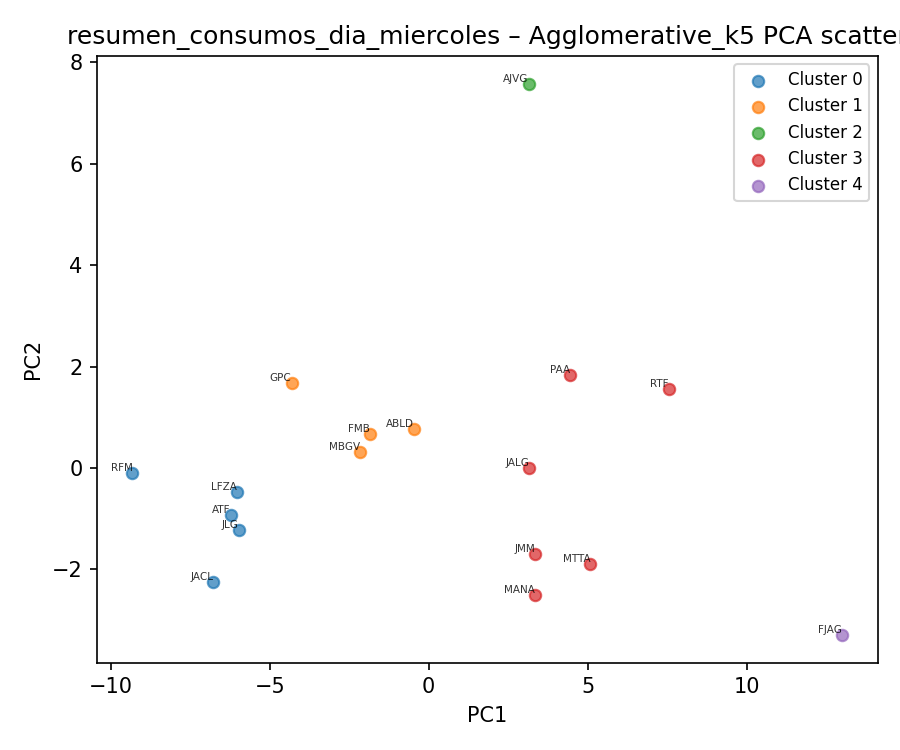 resumen_consumos_dia_miercoles – Agglomerative_k5 PCA scatter
8
6
4
2
0
−2
PC2
AJVG
GPC
FMB
ABLD
MBGV
RFM
LFZA
ATF
JLG
JACL
PAA
RTF
JALG
JMM
MTTA
MANA
FJAG
Cluster 0
Cluster 1
Cluster 2
Cluster 3
Cluster 4
−10
−5
0
5
10
PC1